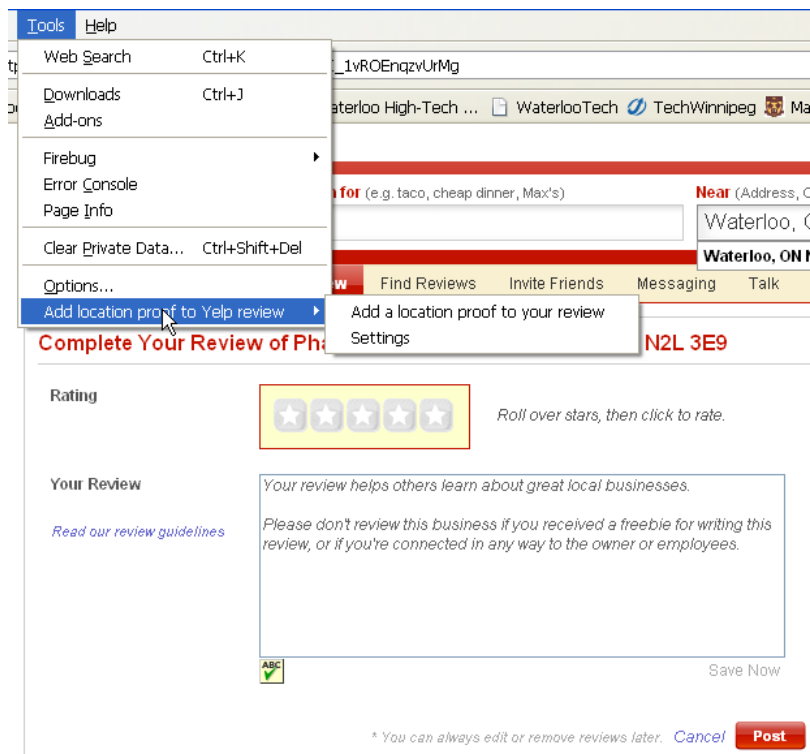 Tools Help
Web Search Ctrl+K
_1vROEnqzvUrMg
Downloads Ctrl+J
aterloo High-Tech ... WaterlooTech TechWinnipeg Ma
Add-ons
Firebug
Error Console
for (e.g. taco, cheap dinner, Max's) Near (Address, C
Page Info
Waterloo,
Clear Private Data... Ctrl+Shift+Del
Waterloo, ON N
Options...
w Find Reviews Invite Friends Messaging Talk
Add location proof to Yelp review Add a location proof to your review
Settings
Complete Your Review of Pha N2L 3E9
Rating
Roll over stars, then click to rate.
Your Review
Your review helps others learn about great local businesses.
Read our review guidelines
Please don't review this business if you received a freebie for writing this
review, or if you're connected in any way to the owner or employees.
ABC
Save Now
* You can always edit or remove reviews later. Cancel Post